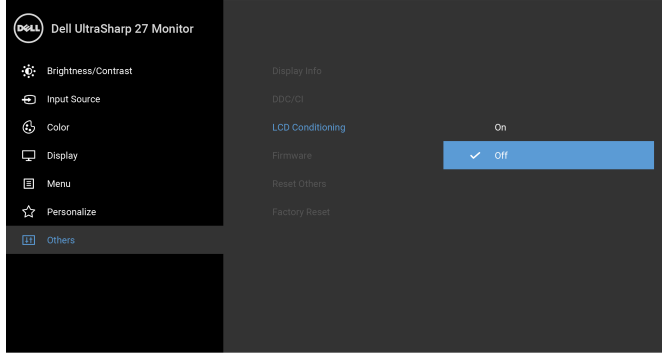 DELL Dell UltraSharp 27 Monitor
Brightness/Contrast
Input Source
Color
Display
Menu
Personalize
Others
Display Info
DDC/CI
LCD Conditioning
Firmware
Reset Others
Factory Reset
On
Off